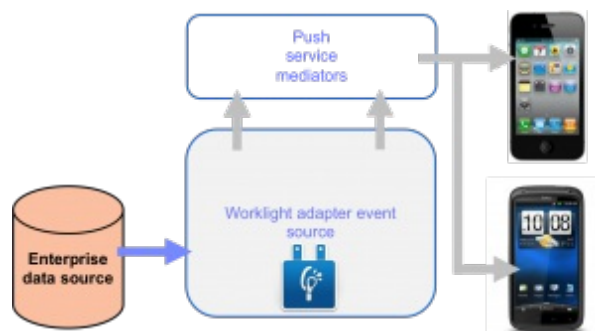 Push
service
mediators
Worklight adapter event
source
Enterprise
data source
10 08